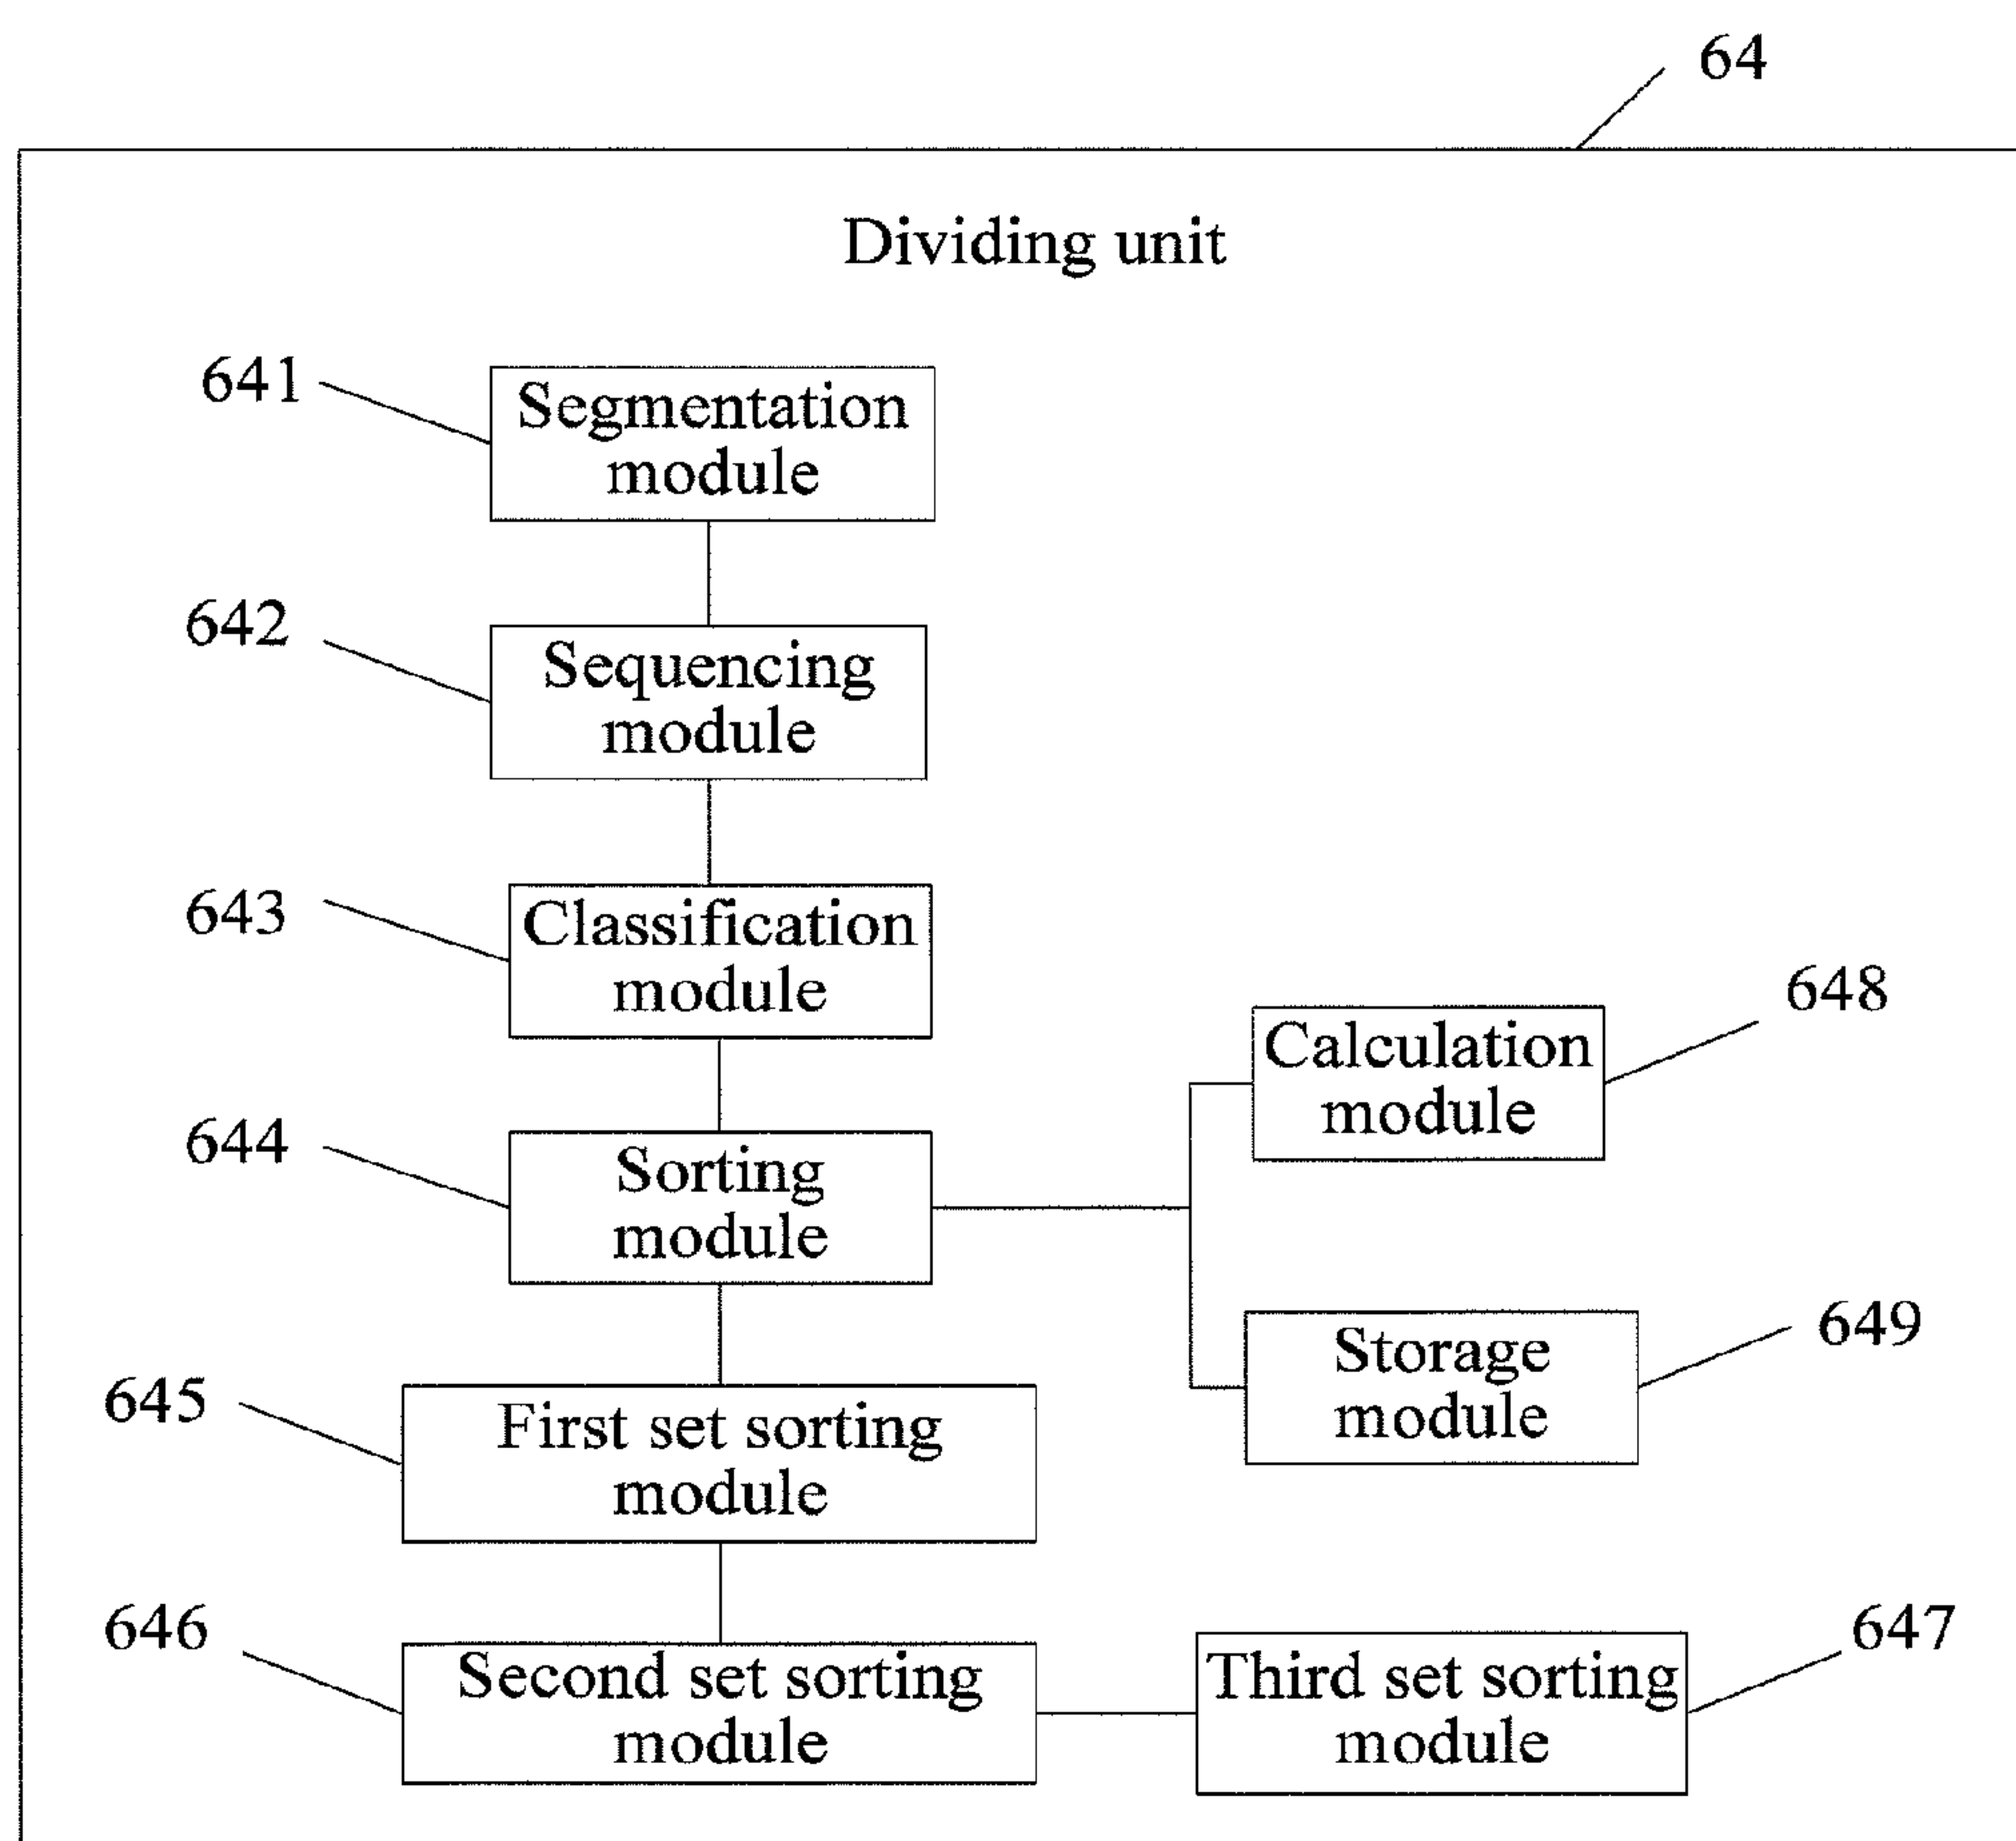 64
Dividing unit
641
Segmentation
module
642
Sequencing
module
643
Classification
module
648
Calculation
module
644
Sorting
module
649
Storage
module
645
First set sorting
module
646
Second set sorting
module
647
Third set sorting
module